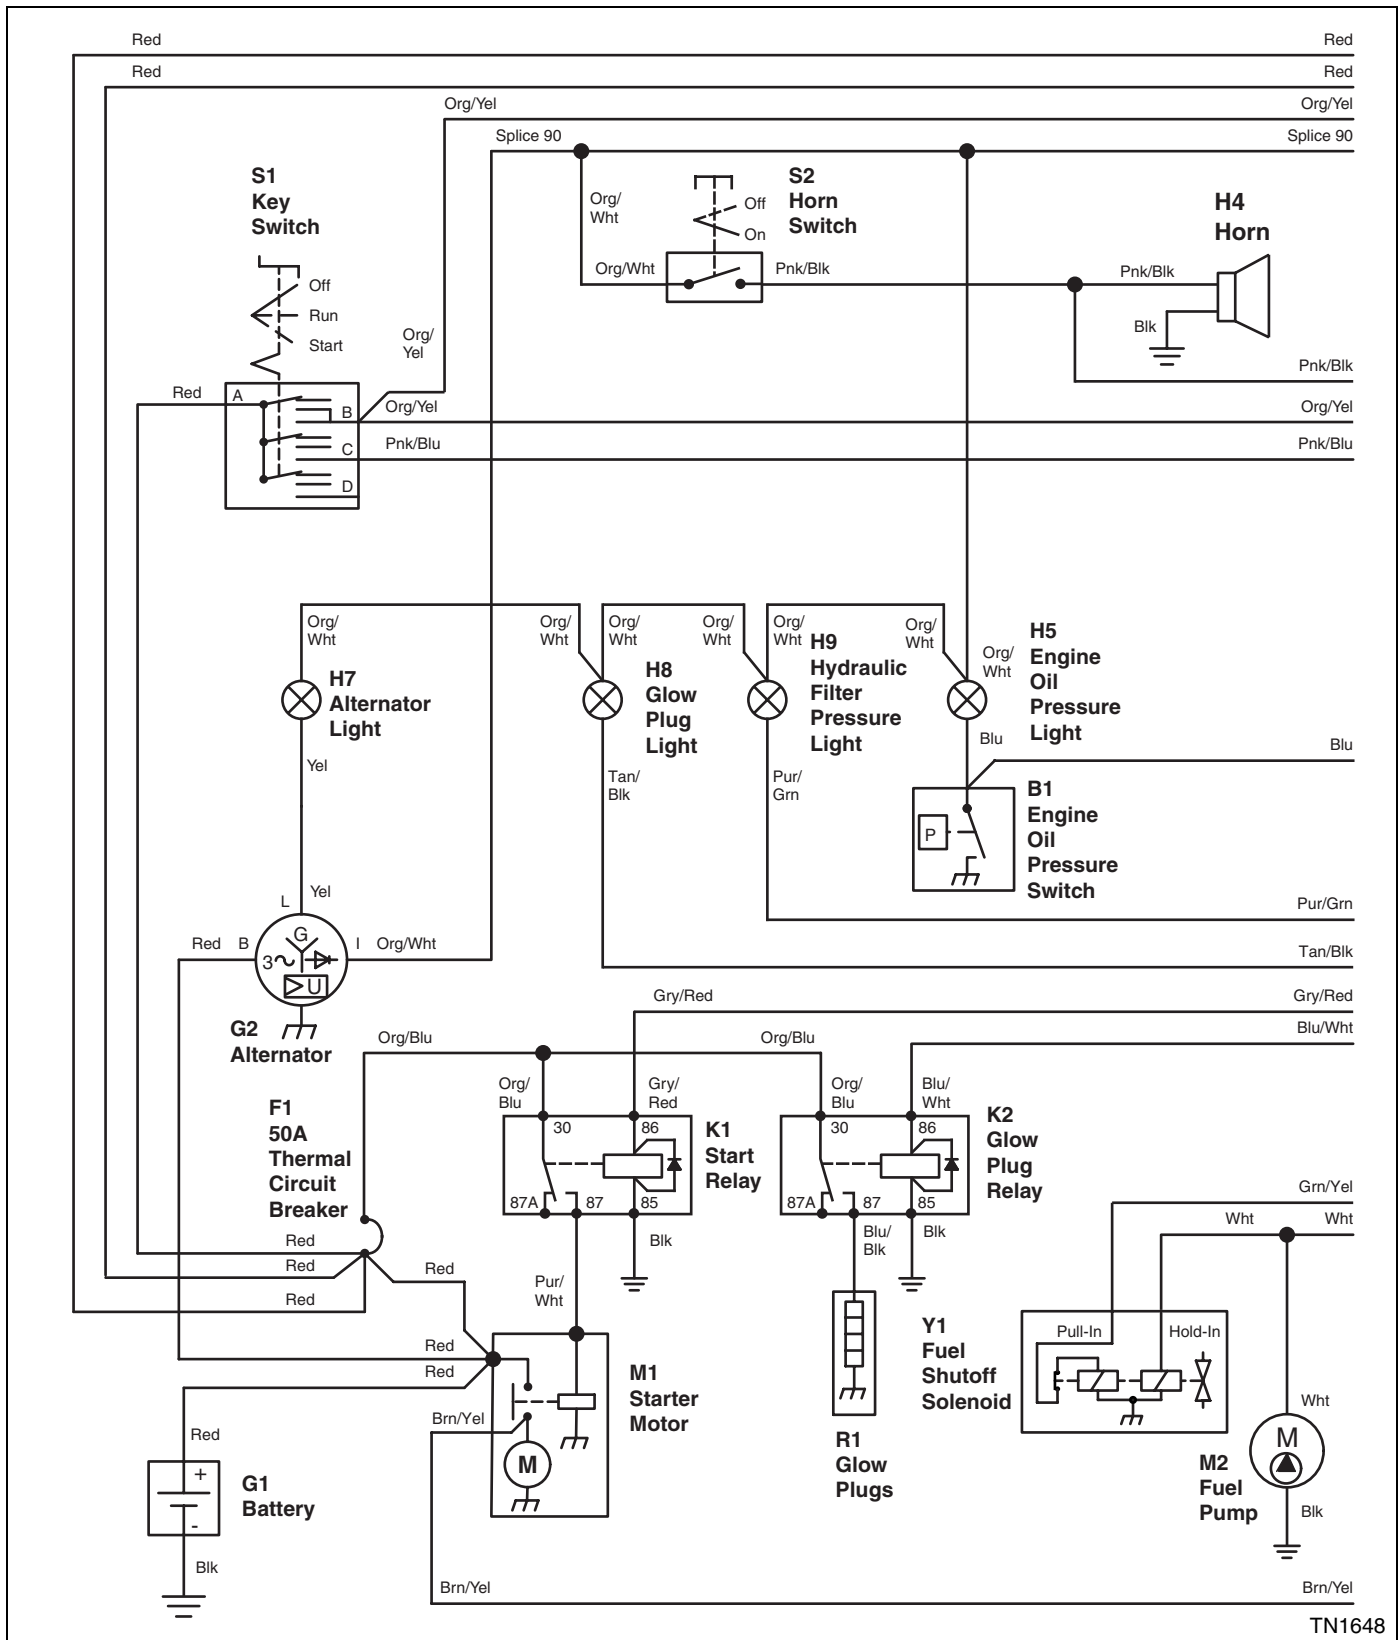 Red Red
Red Red
Org/Yel Org/Yel
Splice 90 Splice 90
S1
Key
Switch
Off
Run
Start
Org/
Wht
Org/Wht
S2
Horn
Switch
Off
On
Pnk/Blk
H4
Horn
Pnk/Blk
Blk
Pnk/Blk
Org/
Yel
Red
A
B
C
D
Org/Yel Org/Yel
Pnk/Blu Pnk/Blu
Org/
Wht
H7
Alternator
Light
Yel
Yel
Org/
Wht
Org/
Wht
H8
Glow
Plug
Light
Tan/
Blk
Org/
Wht
Org/
Wht
H9
Hydraulic
Filter
Pressure
Light
Pur/
Grn
Org/
Wht
Org/
Wht
H5
Engine
Oil
Pressure
Light
Blu
Blu
B1
Engine
Oil
Pressure
Switch
P
Pur/Grn
Tan/Blk
L
Red B
G
3
U
I Org/Wht
G2
Alternator
Gry/Red Gry/Red
Blu/Wht
Org/Blu Org/Blu
F1
50A
Thermal
Circuit
Breaker
Org/
Blu
Gry/
Red
30 86
87A 87 85
K1
Start
Relay
Blk
Pur/
Wht
Org/
Blu
Blu/
Wht
30 86
87A 87 85
K2
Glow
Plug
Relay
Blu/
Blk
Blk
Red
Red
Red
Red
Red
Red
Brn/Yel
M1
Starter
Motor
M
R1
Glow
Plugs
Grn/Yel
Wht Wht
Y1
Fuel
Shutoff
Solenoid
Pull-In Hold-In
Wht
M
M2
Fuel
Pump
Blk
Red
+
-
G1
Battery
Blk
Brn/Yel Brn/Yel
TN1648